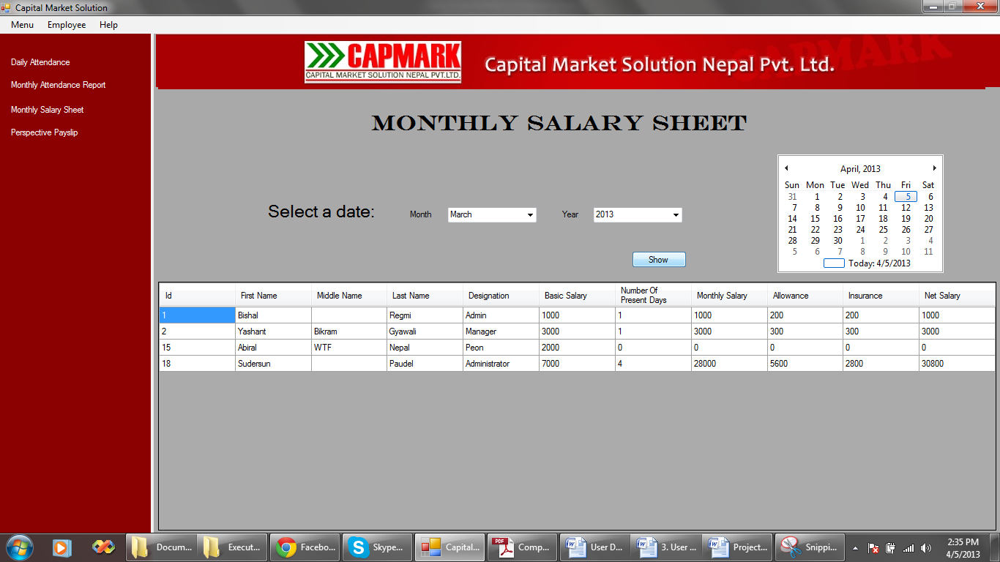 Capital Market Solution
Menu Employee Help
Daily Attendance
Monthly Attendance Report
Monthly Salary Sheet
Perspective Payslip
CAPMARK
CAPITAL MARKET SOLUTION NEPAL PVT.LTD.
Capital Market Solution Nepal Pvt. Ltd.
CAPMARK
MONTHLY SALARY SHEET
Select a date: Month March Year 2013
Show
April, 2013
Sun Mon Tue Wed Thu Fri Sat
31 1 2 3 4 5 6
7 8 9 10 11 12 13
14 15 16 17 18 19 20
21 22 23 24 25 26 27
28 29 30 1 2 3 4
5 6 7 8 9 10 11
Today: 4/5/2013
Id First Name Middle Name Last Name Designation Basic Salary Number Of Present Days Monthly Salary Allowance Insurance Net Salary
1 Bishal Regmi Admin 1000 1 1000 200 200 1000
2 Yashant Bikram Gyawali Manager 3000 1 3000 300 300 3000
15 Abiral WTF Nepal Peon 2000 0 0 0 0 0
18 Sudersun Paudel Administrator 7000 4 28000 5600 2800 30800
Docum... Execut... Facebo... Skype... Capital... Comp... User D... 3. User ... Project... Snippi...
2:35 PM
4/5/2013